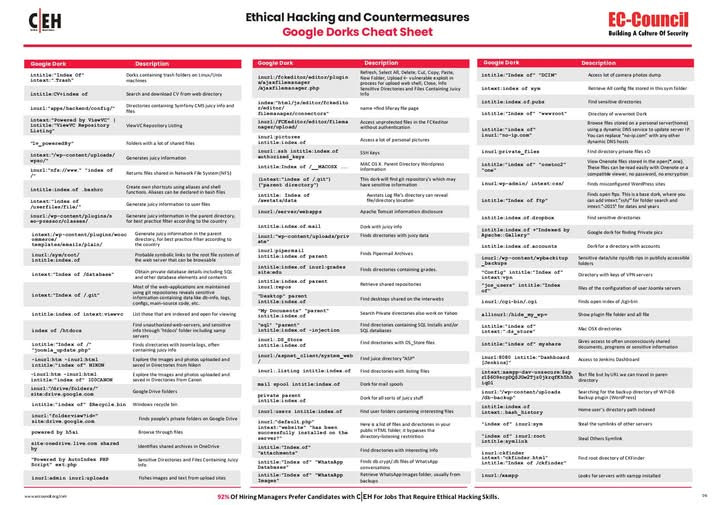 C|EH
Ethical Hacking and Countermeasures
Google Dorks Cheat Sheet
EC-Council
Building A Culture Of Security
Google Dork Description
intitle:"Index Of" intext:".Trash" Dorks containing trash folders on Linux/Unix machines
intitle:CV+index of Search and download CV from web directory
inurl:"apps/backend/config/" Directories containing Symfony CMS juicy info and files
intext:"Powered by ViewVC" | intitle:"ViewVC Repository Listing" ViewVC Repository Listing
"lv_poweredBy" Folders with a lot of shared files
intext:"/wp-content/uploads/wpsc/" Generates juicy information
inurl:"nfs://www." "index of /" Returns files shared in Network File System (NFS)
intitle:index.of .bashrc Create own shortcuts using aliases and shell functions. Aliases can be dorked in bash files
intext:"index of /userfiles/file/" Generate juicy information to user files
inurl:/wp-content/plugins/seo-pressor/classes/ Generate juicy information in the parent directory, for best practice filter according to the country
intext:/wp-content/plugins/woocommerce/templates/emails/plain/ Generate juicy information in the parent directory, for best practice filter according to the country
inurl:/sym/root/ intitle:index.of Probable symbolic links to the root file system of the web server that can be browseable
intext:"Index of /database" Obtain private database details including SQL and other database elements and contents
intext:"Index of /.git" Most of the web-applications are maintained using git repositories reveals sensitive information containing data like db-info, logs, configs, main-source code, etc.
intitle:index.of intext:viewvc List those that are indexed and open for viewing
index of /htdocs Find unauthorized web-servers, and sensitive info through 'htdocs' folder including xampp servers
intitle:"Index of /" "joomla_update.php" Find directories with Joomla logs, often containing juicy info
-inurl:htm -inurl:html intitle:"index of" NIKON Explore the images and photos uploaded and saved in Directories from Nikon
-inurl:htm -inurl:html intitle:"index of" 100CANON Explore the images and photos uploaded and saved in Directories from Canon
inurl:"/drive/folders/" site:drive.google.com Google Drive folders
intitle:"index of" $Recycle.bin Windows recycle bin
inurl:"folderview?id=" site:drive.google.com Finds people's private folders on Google Drive
powered by h5ai Browse through files
site:onedrive.live.com shared by Identifies shared archives in OneDrive
"Powered by AutoIndex PHP Script" ext:php Sensitive Directories and Files Containing Juicy Info.
inurl:admin inurl:uploads Fishes images and text from upload sites
Google Dork Description
inurl:/fckeditor/editor/plugins/ajaxfilemanager/ajaxfilemanager.php Refresh, Select All, Delete, Cut, Copy, Paste, New Folder, Upload <- vulnerable exploit in process for upload web shell, Close, Info Sensitive Directories and Files Containing Juicy Info
index:"html/js/editor/fckeditor/editor/filemanager/connectors" name =find liferay file page
inurl:/FCKeditor/editor/filemanager/upload/ Access unprotected files in the FCKeditor without authentication
inurl:pictures intitle:index.of Access a lot of personal pictures
inurl:.ssh intitle:index.of authorized_keys SSH Keys
intitle:Index of /__MACOSX ... MAC OS X Parent Directory Wordpress Information
(intext:"index of /.git") ("parent directory") This dork will find git repository's which may have sensitive information
intitle: Index of /awstats/data Awstats Log file's directory can reveal file/directory location
inurl:/server/webapps Apache Tomcat information disclosure
intitle:index.of.mail Dork with juicy info
inurl:"wp-content/uploads/private" Finds directories with juicy data
inurl:pipermail intitle:index.of parent Finds Pipermail Archives
intitle:index.of inurl:grades site:edu Finds directories containing grades.
intitle:index.of parent inurl:repos Retrieve shared repositories
"Desktop" parent intitle:index.of Find desktops shared on the interwebs
"My Documents" "parent" intitle:index.of Search Private directories also work on Yahoo
"sql" "parent" intitle:index.of -injection Find directories containing SQL Installs and/or SQL databases
inurl:.DS_Store intitle:index.of Find directories with DS_Store files.
inurl:/aspnet_client/system_web/ Find juice directory "ASP"
inurl:.listing intitle:index.of Find directories with listing files
mail spool intitle:index.of Dork for mail spools
private parent intitle:index.of Dork for all sorts of juicy stuff
inurl:users intitle:index.of Find user folders containing interesting files
inurl:"default.php" intext:"website" "has been successfully installed on the server!" Here is a list of files and directories in your public HTML folder, it bypasses the directory-listening restriction
intitle:"Index.of" "attachments" Find directories with interesting info
intitle:"Index of" "WhatsApp Databases" Finds db.crypt/.db files of WhatsApp conversations
intitle:"Index of" "WhatsApp Images" retrieve WhatsApp Images folder, usually from backups
Google Dork Description
intitle:"Index of" "DCIM" Access lot of camera photos dump
intext:index of sym Retrieve All config file stored in this sym folder
intitle:index.of.pubs Find sensitive directories
intitle:"Index of" "wwwroot" Directory of wwwroot Dork
intitle:"index of" inurl:"no-ip.com" Browse files stored on a personal server(home) using a dynamic DNS service to update server IP. You can replace "no-ip.com" with any other dynamic DNS hosts
inurl:private_files Find directory private files xD
intitle:"index of" "onetoc2" "one" View Onenote files stored in the open(*.one). These files can be read easily with Onenote or a compatible viewer, no password, no encryption
inurl:wp-admin/ intext:css/ Finds misconfigured WordPress sites
intitle:"Index of ftp" Finds open ftps. This is a base dork, where you can add intext:"ssh/" for folder search and intext:"-2015" for dates and years
intitle:index.of.dropbox Find sensitive directories
intitle:index.of +"Indexed by Apache::Gallery" Google dork for finding Private pics
intitle:index.of.accounts Dork for a directory with accounts
inurl:/wp-content/wpbackitup_backups Sensitive data/site rips/db rips in publicly accessible folders
"Config" intitle:"Index of" intext:vpn Directory with keys of VPN servers
"jos_users" intitle:"Index of" Files of the configuration of user Joomla servers
inurl:/cgi-bin/.cgi Finds open index of /cgi-bin
allinurl:/hide_my_wp= Show plugin file folder and all file
intitle:"index of" ".ds_store" Mac OSX directories
intitle:"Index of" myshare Gives access to often unconsciously shared documents, programs or sensitive information
inurl:8080 intitle:"Dashboard [Jenkins]" Access to Jenkins Dashboard
Text file but by URL we can travel in paren directory
inurl:"/wp-content/uploads/db-backup" Searching for the backup directory of WP-DB Backup plugin (WordPress)
intitle:index.of .bash_history Home user's directory path indexed
"index of" inurl:sym Steal the symlinks of other servers
"index of" inurl:root intitle:symlink Steal Others Symlink
inurl:ckfinder intext:"ckfinder.html" intitle:"Index of /ckfinder" Find root directory of CKFinder
inurl:/xampp Looks for servers with xampp installed
www.eccouncil.org/ceh
92% Of Hiring Managers Prefer Candidates with C|EH For Jobs That Require Ethical Hacking Skills.